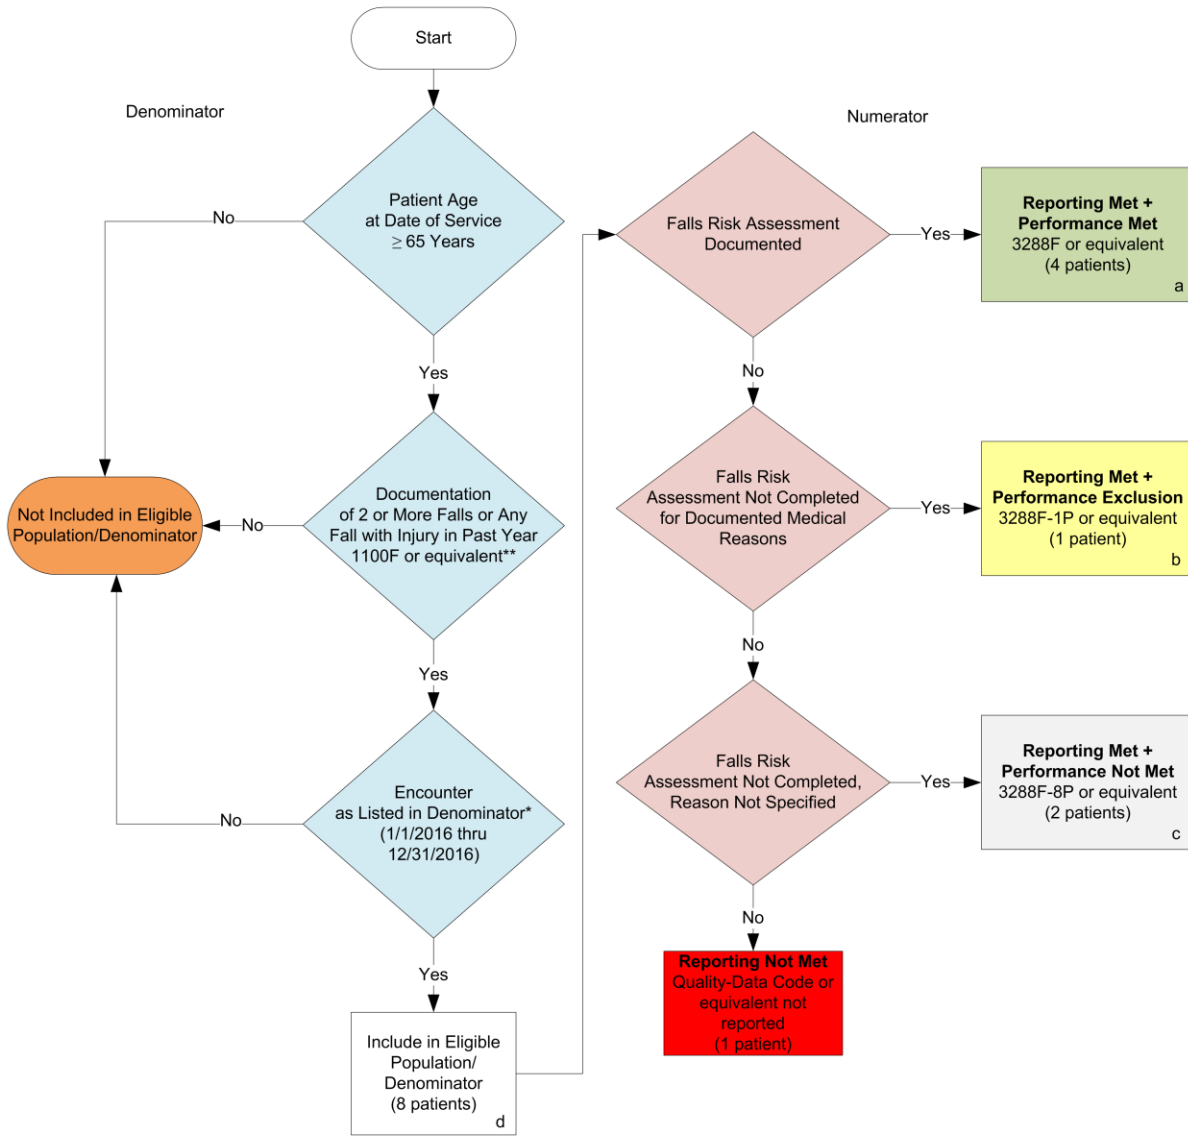 Start
Denominator
Patient Age
at Date of Service
≥ 65 Years
No
Yes
Documentation
of 2 or More Falls or Any
Fall with Injury in Past Year
1100F or equivalent**
No
Not Included in Eligible
Population/Denominator
Yes
Encounter
as Listed in Denominator*
(1/1/2016 thru
12/31/2016)
No
Yes
Include in Eligible
Population/
Denominator
(8 patients)
d
Numerator
Falls Risk Assessment
Documented
Yes
Reporting Met +
Performance Met
3288F or equivalent
(4 patients)
a
No
Falls Risk
Assessment Not Completed
for Documented Medical
Reasons
Yes
Reporting Met +
Performance Exclusion
3288F-1P or equivalent
(1 patient)
b
No
Falls Risk
Assessment Not Completed,
Reason Not Specified
Yes
Reporting Met +
Performance Not Met
3288F-8P or equivalent
(2 patients)
c
No
Reporting Not Met
Quality-Data Code or
equivalent not
reported
(1 patient)